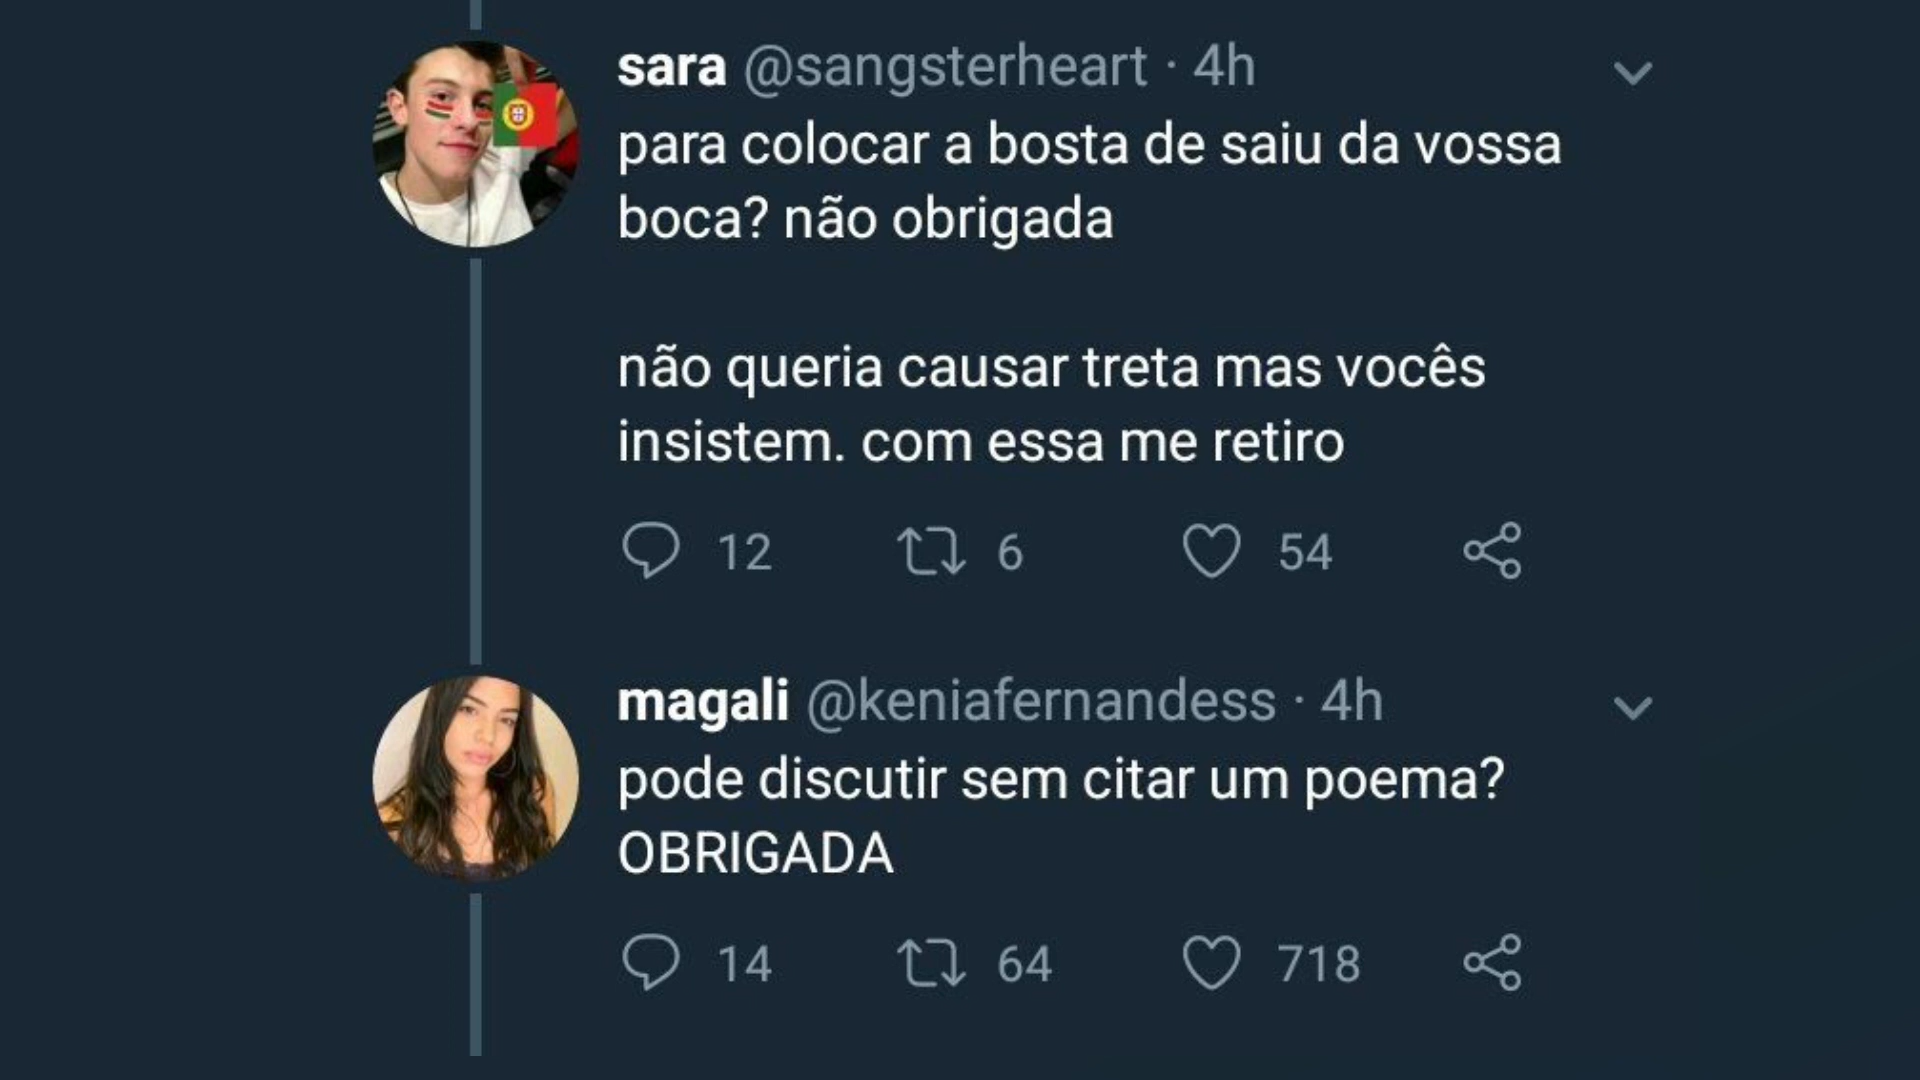 sara @sangsterheart · 4h
para colocar a bosta de saiu da vossa
boca? não obrigada
não queria causar treta mas vocês
insistem. com essa me retiro
12 6 54
magali @keniafernandess · 4h
pode discutir sem citar um poema?
OBRIGADA
14 64 718